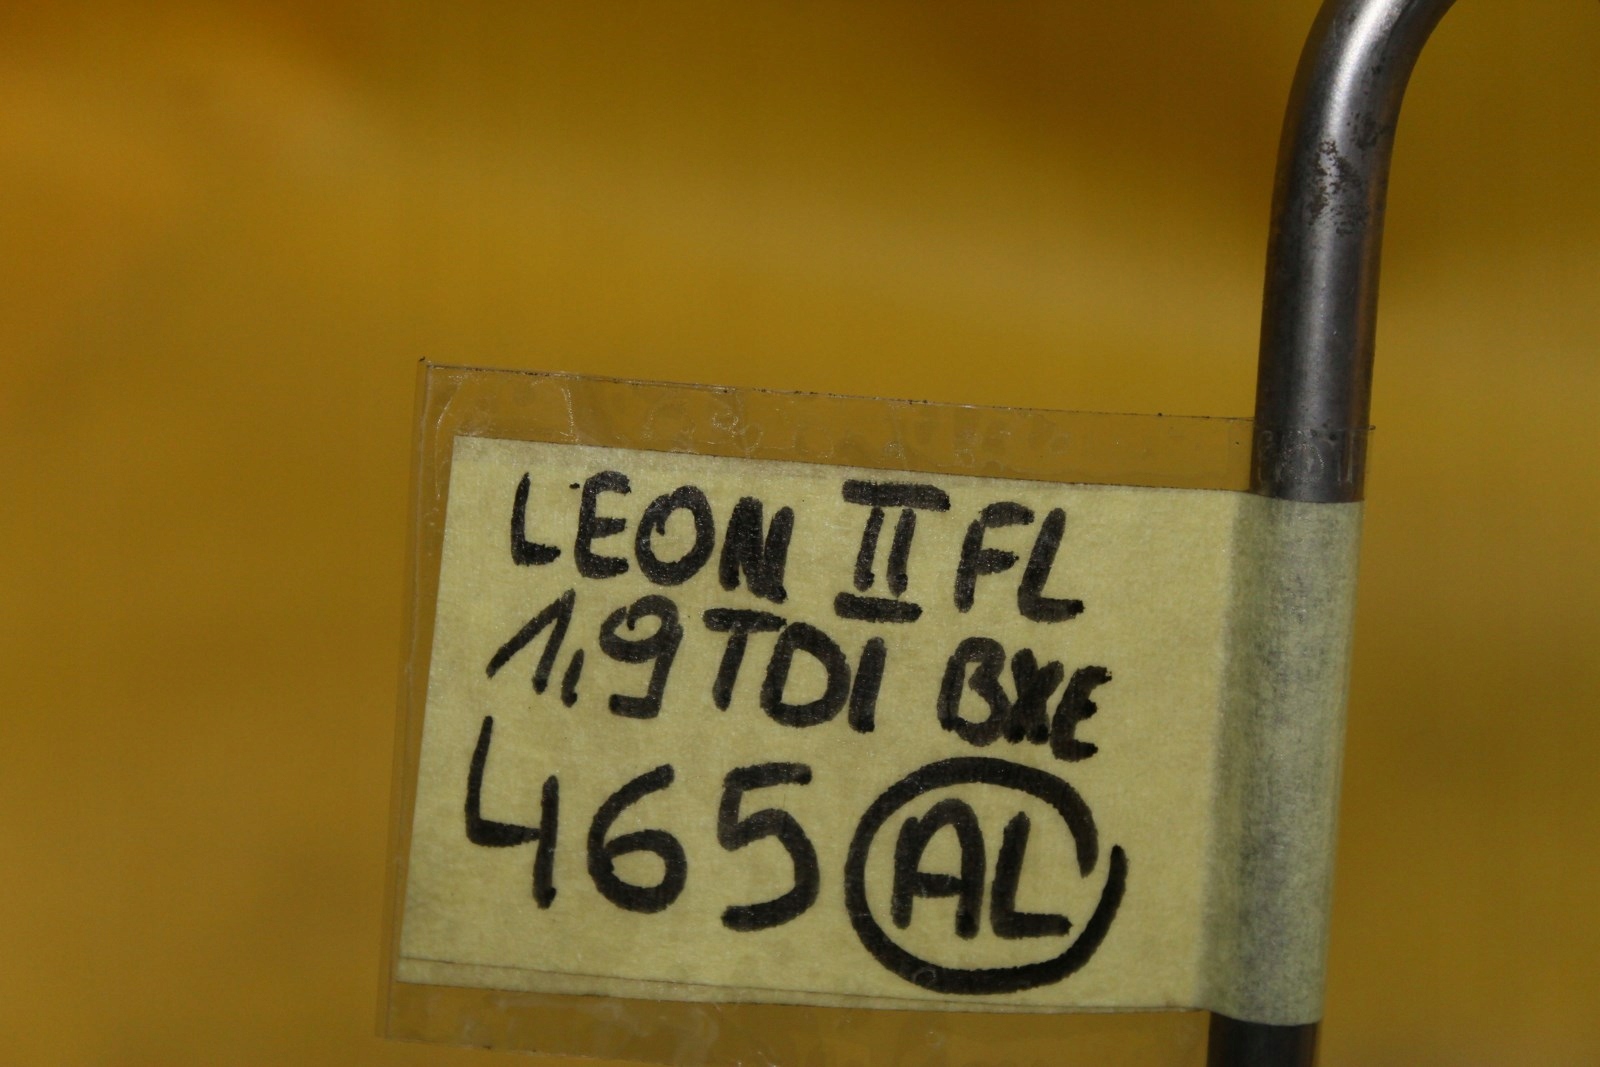 LEON II FL
1,9 TDI BXE
465 AL